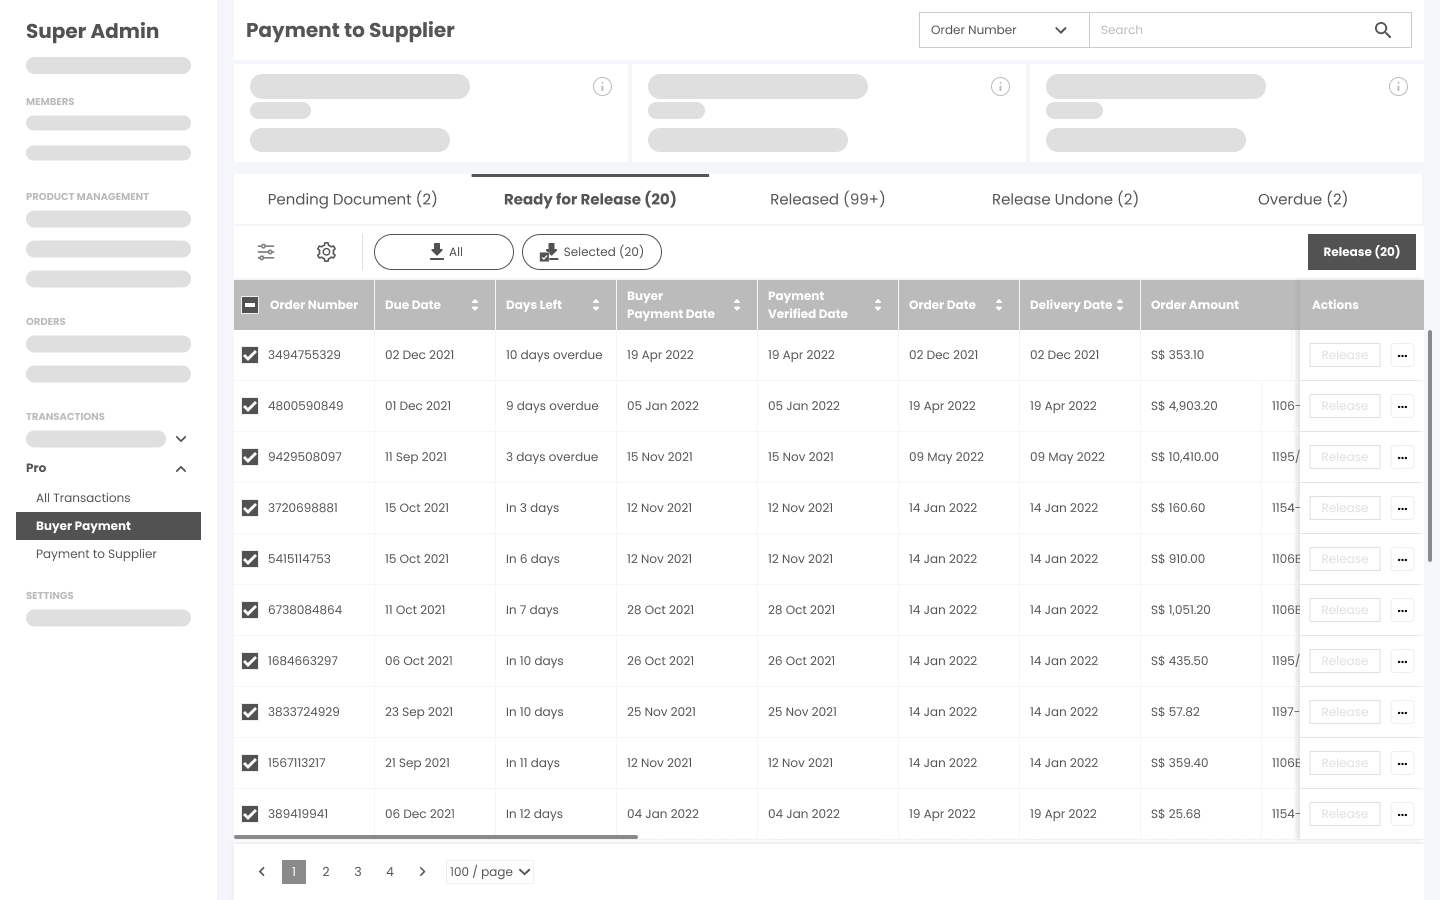 Super Admin
MEMBERS
PRODUCT MANAGEMENT
ORDERS
TRANSACTIONS
Pro
All Transactions
Buyer Payment
Payment to Supplier
SETTINGS
Payment to Supplier
Order Number
Search
Pending Document (2)
Ready for Release (20)
Released (99+)
Release Undone (2)
Overdue (2)
All
Selected (20)
Release (20)
Order Number Due Date Days Left Buyer Payment Date Payment Verified Date Order Date Delivery Date Order Amount Actions
3494755329 02 Dec 2021 10 days overdue 19 Apr 2022 19 Apr 2022 02 Dec 2021 02 Dec 2021 S$ 353.10 Release
4800590849 01 Dec 2021 9 days overdue 05 Jan 2022 05 Jan 2022 19 Apr 2022 19 Apr 2022 S$ 4,903.20 1106- Release
9429508097 11 Sep 2021 3 days overdue 15 Nov 2021 15 Nov 2021 09 May 2022 09 May 2022 S$ 10,410.00 1195/ Release
3720698881 15 Oct 2021 In 3 days 12 Nov 2021 12 Nov 2021 14 Jan 2022 14 Jan 2022 S$ 160.60 1154- Release
5415114753 15 Oct 2021 In 6 days 12 Nov 2021 12 Nov 2021 14 Jan 2022 14 Jan 2022 S$ 910.00 1106E Release
6738084864 11 Oct 2021 In 7 days 28 Oct 2021 28 Oct 2021 14 Jan 2022 14 Jan 2022 S$ 1,051.20 1106E Release
1684663297 06 Oct 2021 In 10 days 26 Oct 2021 26 Oct 2021 14 Jan 2022 14 Jan 2022 S$ 435.50 1195/ Release
3833724929 23 Sep 2021 In 10 days 25 Nov 2021 25 Nov 2021 14 Jan 2022 14 Jan 2022 S$ 57.82 1197- Release
1567113217 21 Sep 2021 In 11 days 12 Nov 2021 12 Nov 2021 14 Jan 2022 14 Jan 2022 S$ 359.40 1106E Release
389419941 06 Dec 2021 In 12 days 04 Jan 2022 04 Jan 2022 19 Apr 2022 19 Apr 2022 S$ 25.68 1154- Release
1 2 3 4 100 / page